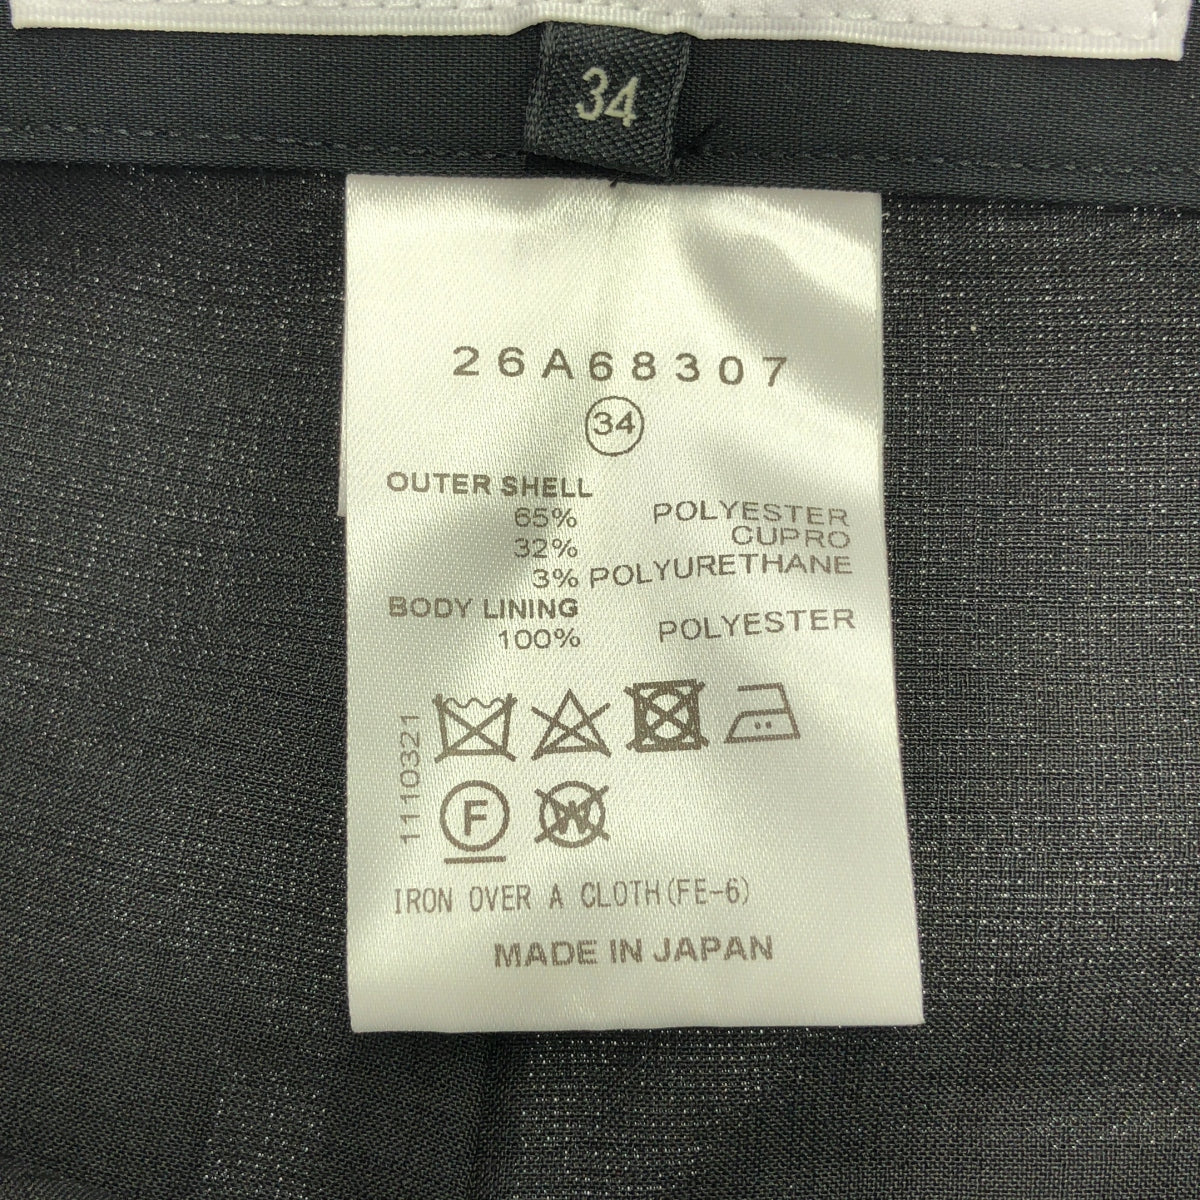 34
26A68307
34
OUTER SHELL
65% POLYESTER
32% CUPRO
3% POLYURETHANE
BODY LINING
100% POLYESTER
1110321
F W
IRON OVER A CLOTH(FE-6)
MADE IN JAPAN